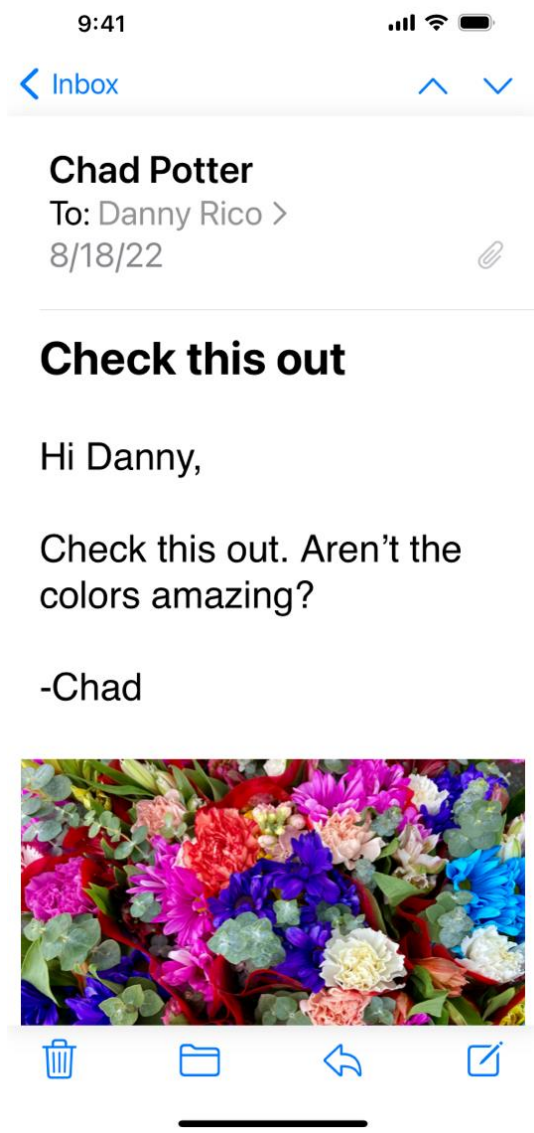 9:41
Inbox
Chad Potter
To: Danny Rico >
8/18/22
Check this out
Hi Danny,
Check this out. Aren’t the
colors amazing?
-Chad